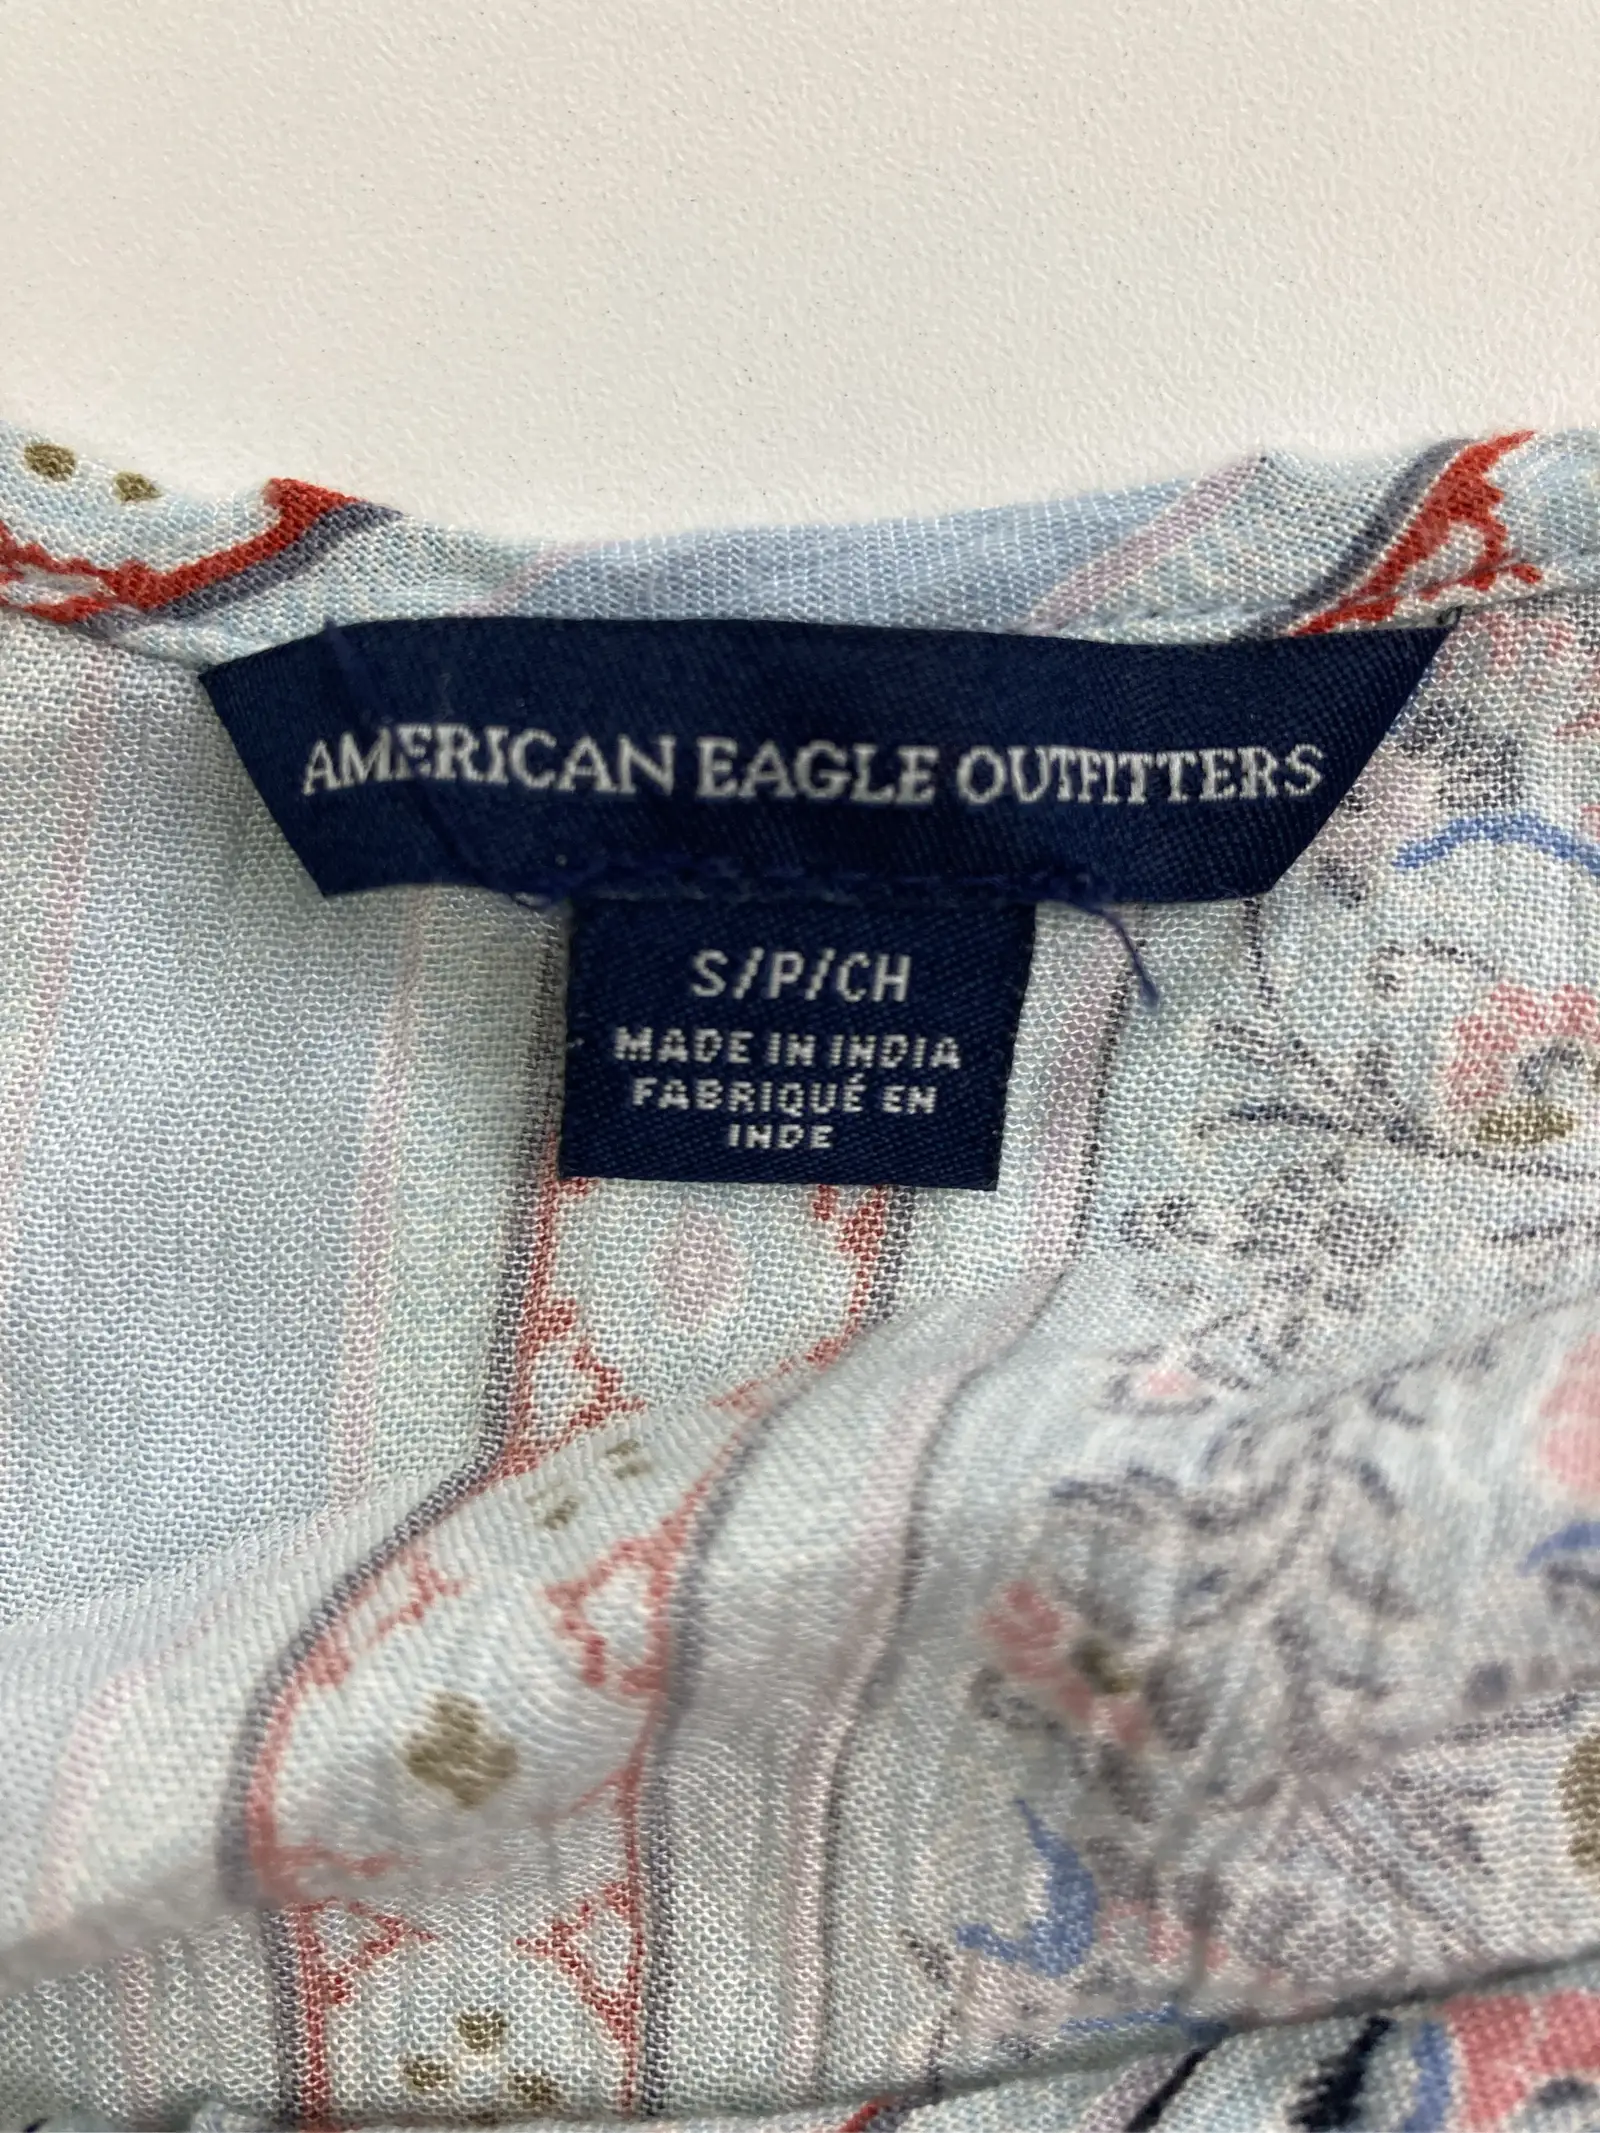 AMERICAN EAGLE OUTFITTERS
S/P/CH
MADE IN INDIA
FABRIQUÉ EN
INDE